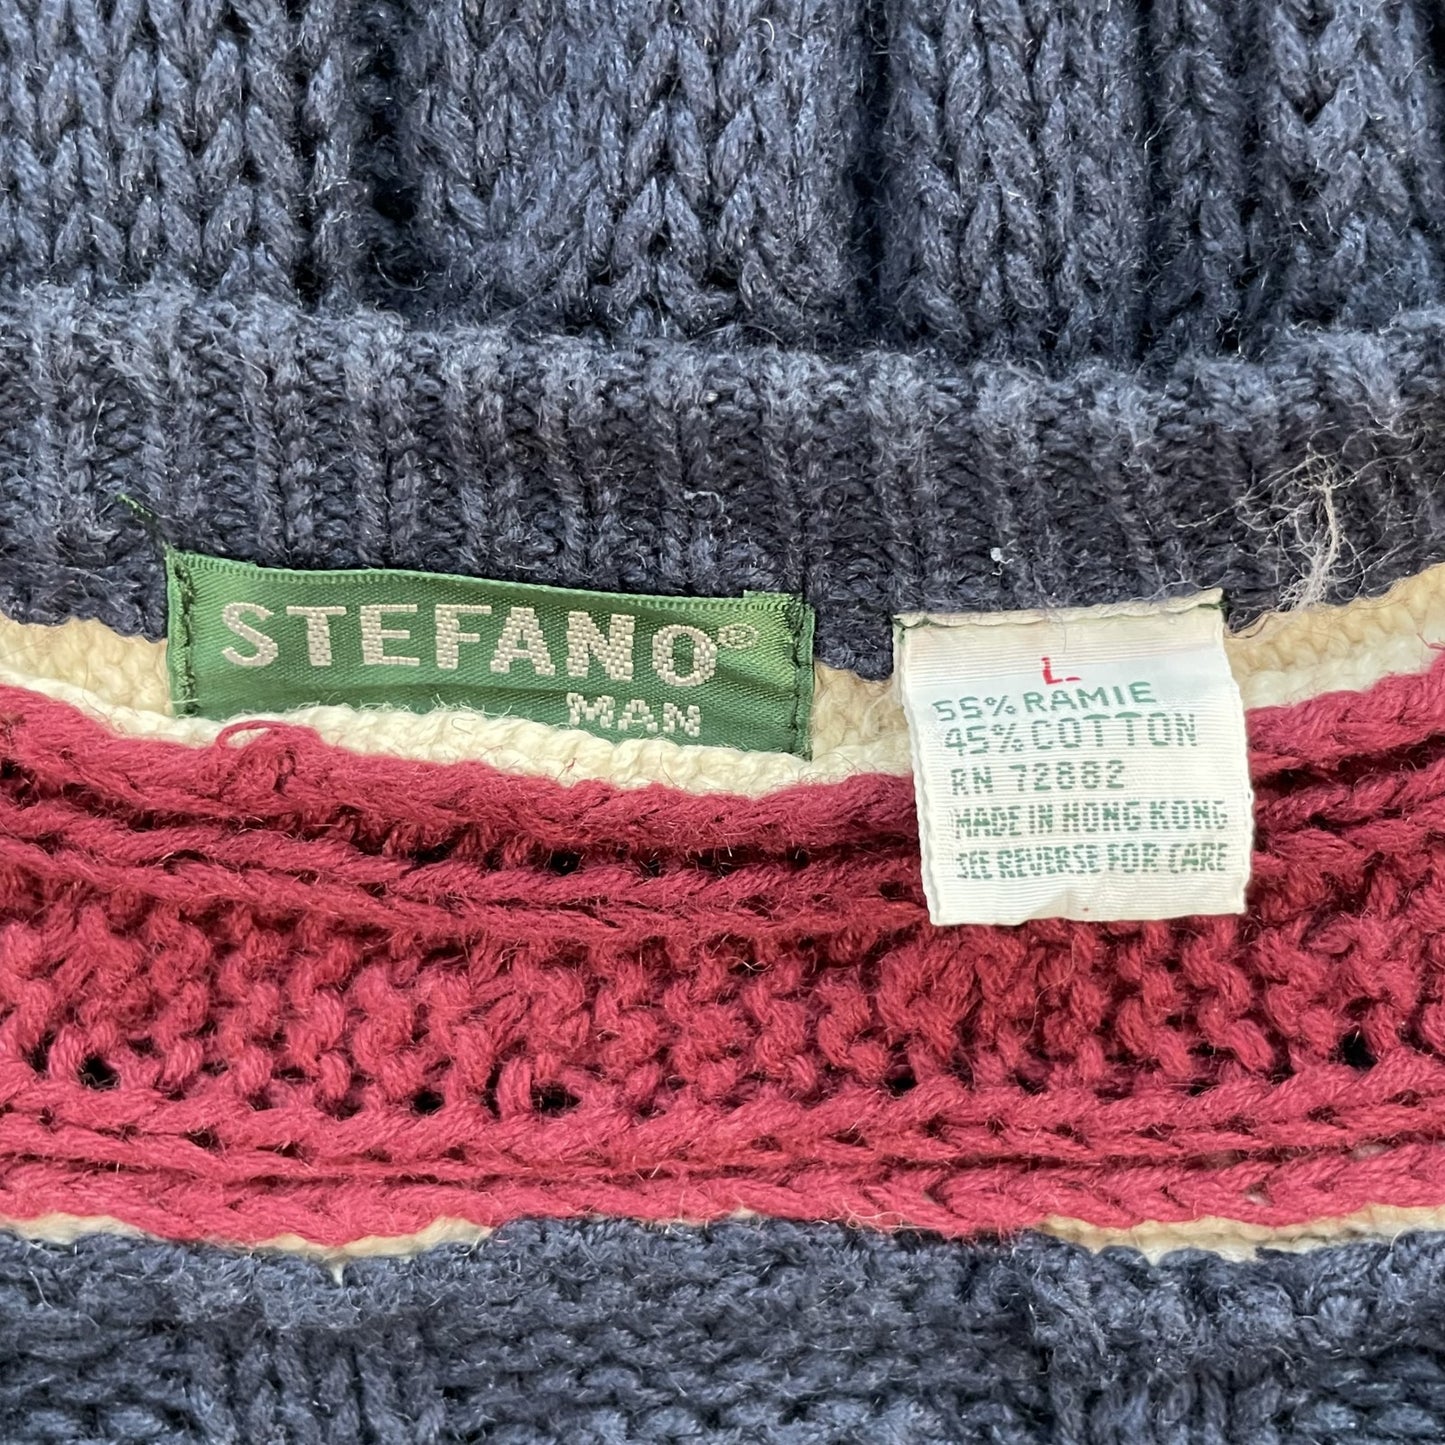 STEFANO®
MAN
L
55% RAMIE
45% COTTON
RN 72882
MADE IN HONG KONG
SEE REVERSE FOR CARE